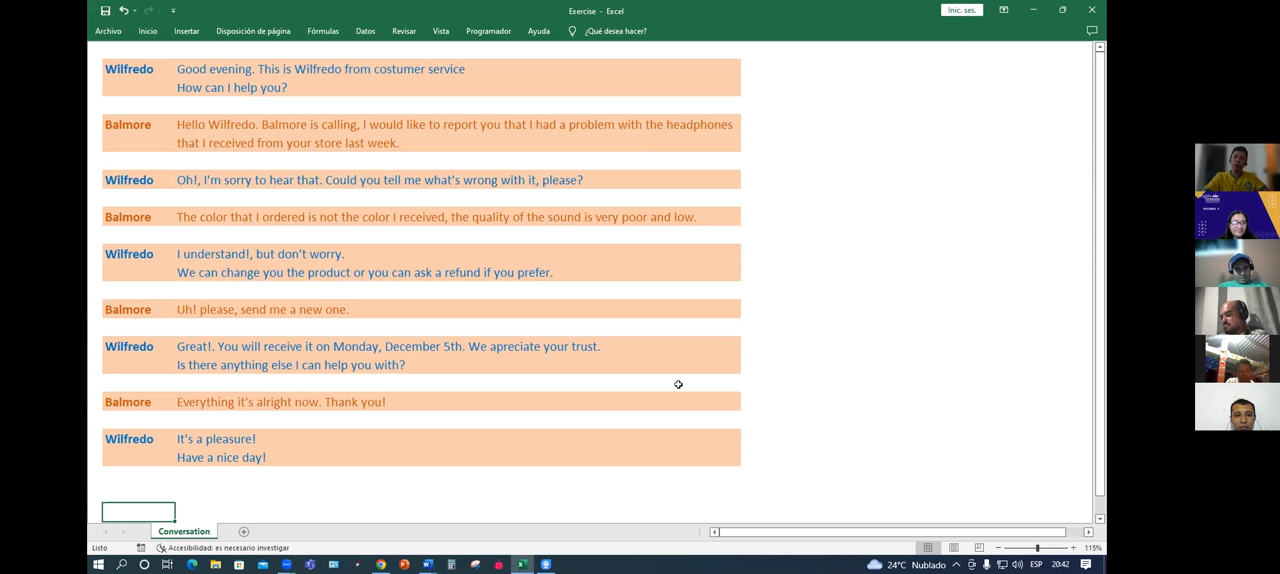 Exercise - Excel
Inic. ses.
Archivo Inicio Insertar Disposición de página Fórmulas Datos Revisar Vista Programador Ayuda ¿Qué desea hacer?
Wilfredo Good evening. This is Wilfredo from costumer service
How can I help you?
Balmore Hello Wilfredo. Balmore is calling, I would like to report you that I had a problem with the headphones
that I received from your store last week.
Wilfredo Oh!, I'm sorry to hear that. Could you tell me what's wrong with it, please?
Balmore The color that I ordered is not the color I received, the quality of the sound is very poor and low.
Wilfredo I understand!, but don't worry.
We can change you the product or you can ask a refund if you prefer.
Balmore Uh! please, send me a new one.
Wilfredo Great!. You will receive it on Monday, December 5th. We apreciate your trust.
Is there anything else I can help you with?
Balmore Everything it's alright now. Thank you!
Wilfredo It's a pleasure!
Have a nice day!
Conversation
Listo Accesibilidad: es necesario investigar 115%
24°C Nublado ESP 20:42